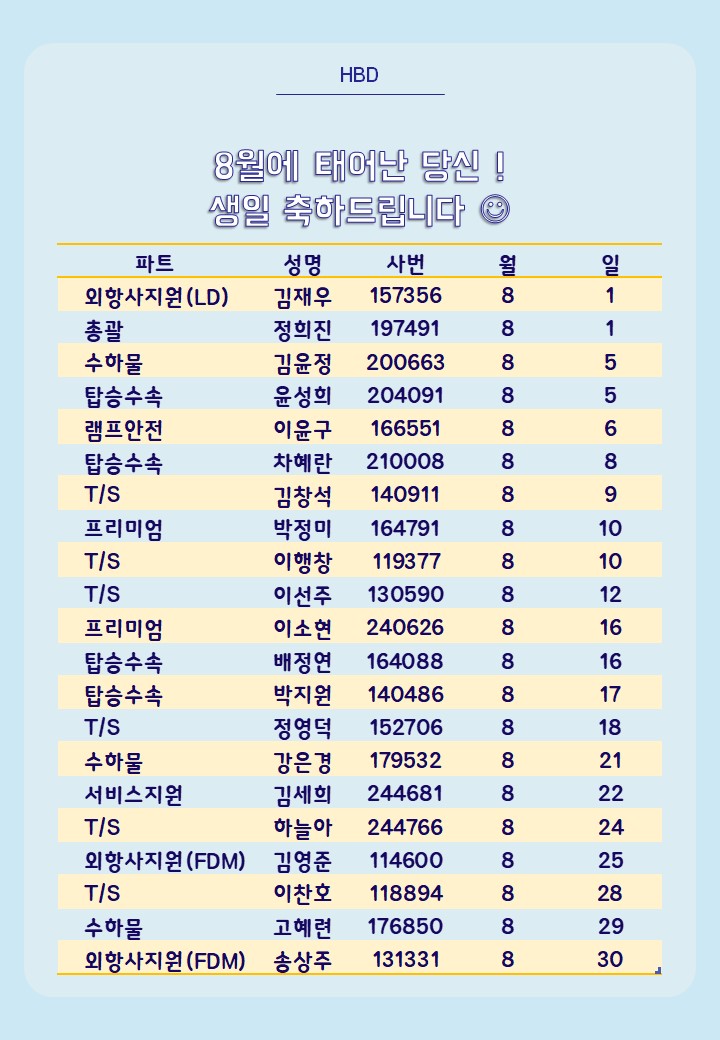 HBD
8월에 태어난 당신 !
생일 축하드립니다 ☺
파트 성명 사번 월 일
외항사지원(LD) 김재우 157356 8 1
총괄 정희진 197491 8 1
수하물 김윤정 200663 8 5
탑승수속 윤성희 204091 8 5
램프안전 이윤구 166551 8 6
탑승수속 차혜란 210008 8 8
T/S 김창석 140911 8 9
프리미엄 박정미 164791 8 10
T/S 이행창 119377 8 10
T/S 이선주 130590 8 12
프리미엄 이소현 240626 8 16
탑승수속 배정연 164088 8 16
탑승수속 박지원 140486 8 17
T/S 정영덕 152706 8 18
수하물 강은경 179532 8 21
서비스지원 김세희 244681 8 22
T/S 하늘아 244766 8 24
외항사지원(FDM) 김영준 114600 8 25
T/S 이찬호 118894 8 28
수하물 고혜련 176850 8 29
외항사지원(FDM) 송상주 131331 8 30